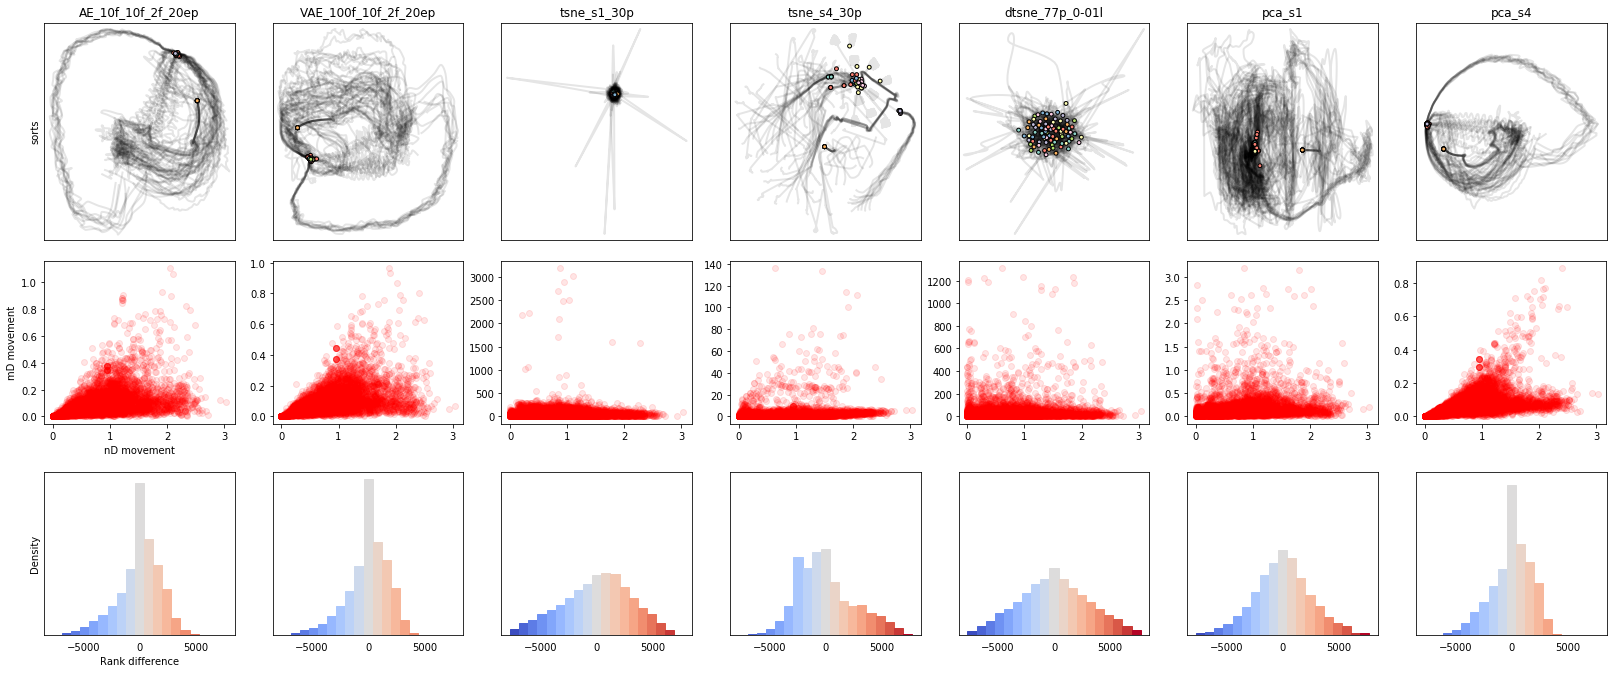 AE_10f_10f_2f_20ep VAE_100f_10f_2f_20ep tsne_s1_30p tsne_s4_30p dtsne_77p_0-01l pca_s1 pca_s4
sorts
mD movement
1.0 0.8 0.6 0.4 0.2 0.0
0 1 2 3
nD movement
1.0 0.8 0.6 0.4 0.2 0.0
0 1 2 3
3000 2500 2000 1500 1000 500 0
0 1 2 3
140 120 100 80 60 40 20 0
0 1 2 3
1200 1000 800 600 400 200 0
0 1 2 3
3.0 2.5 2.0 1.5 1.0 0.5 0.0
0 1 2 3
0.8 0.6 0.4 0.2 0.0
0 1 2 3
Density
−5000 0 5000
Rank difference
−5000 0 5000
−5000 0 5000
−5000 0 5000
−5000 0 5000
−5000 0 5000
−5000 0 5000